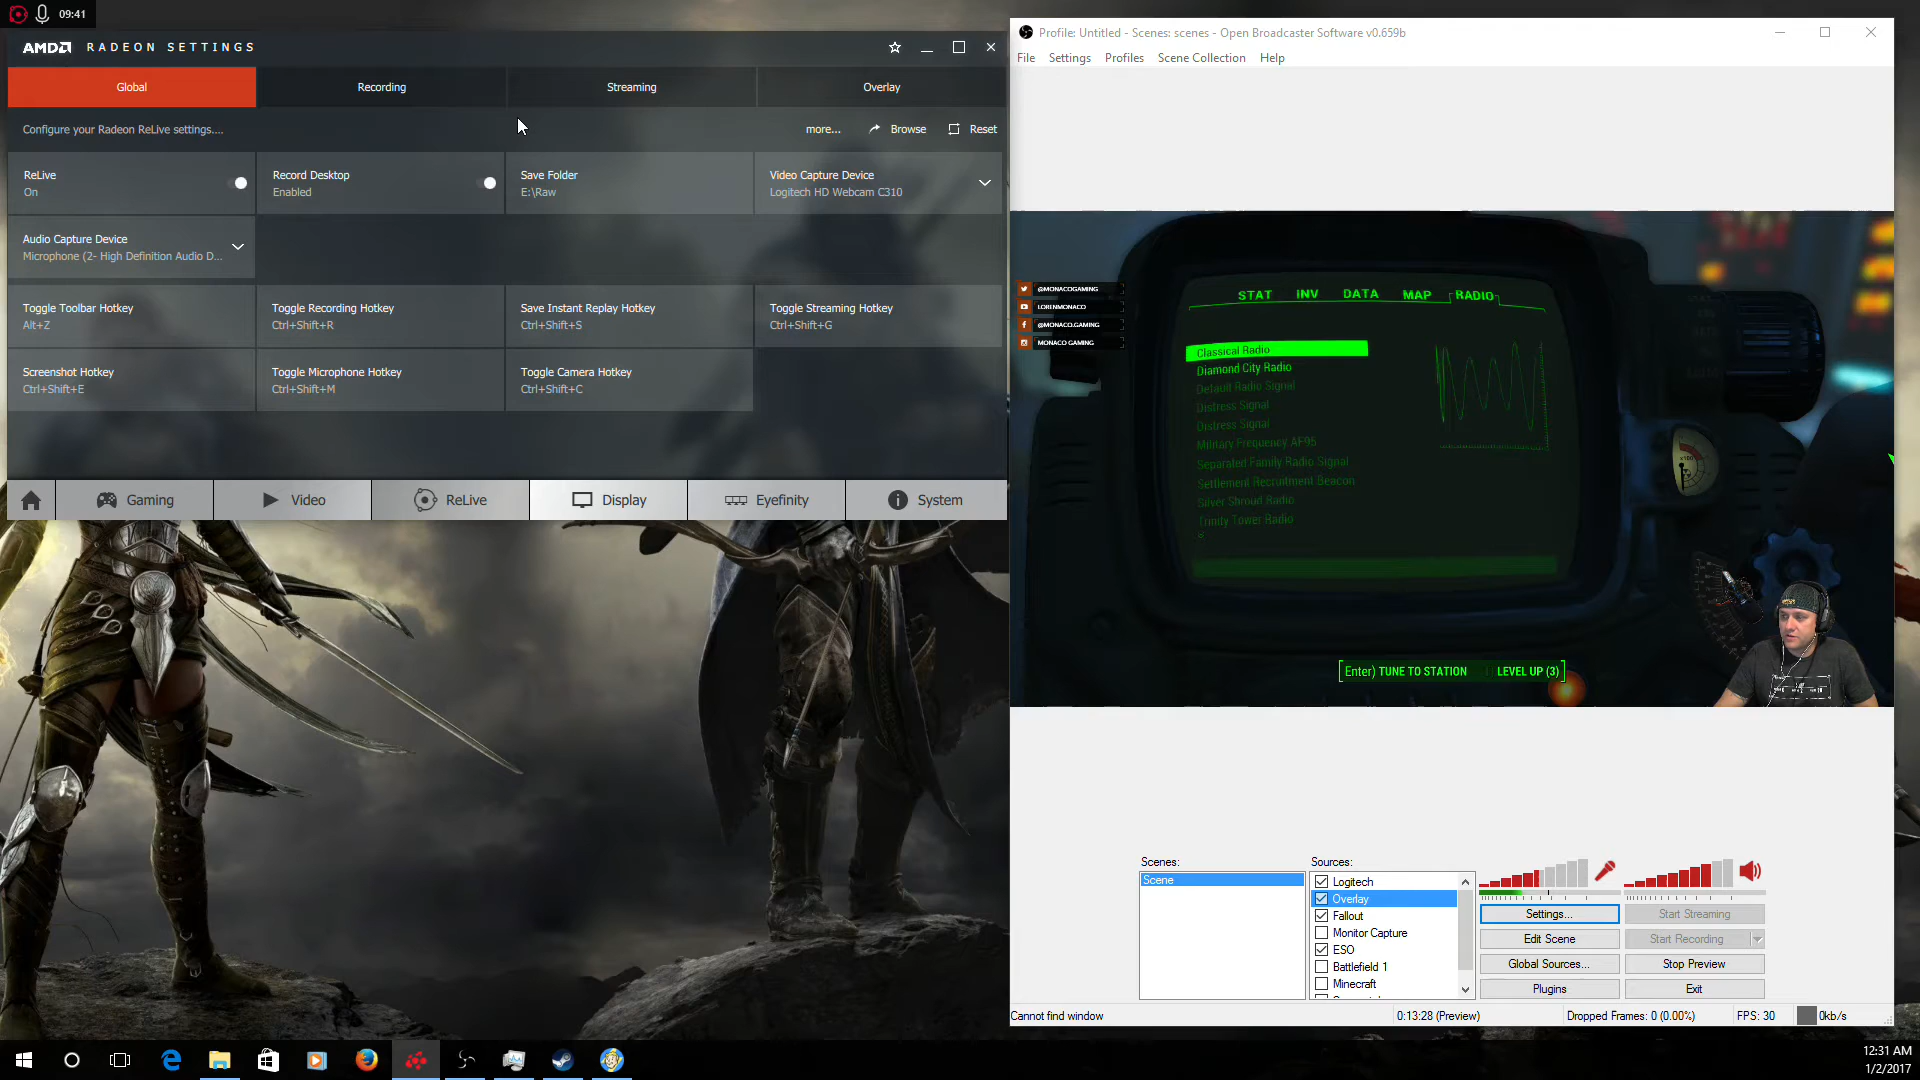 09:41
AMD RADEON SETTINGS
Global
Recording
Streaming
Overlay
Configure your Radeon ReLive settings....
more...
Browse
Reset
ReLive
On
Record Desktop
Enabled
Save Folder
E:\Raw
Video Capture Device
Logitech HD Webcam C310
Audio Capture Device
Microphone (2- High Definition Audio D...
Toggle Toolbar Hotkey
Alt+Z
Toggle Recording Hotkey
Ctrl+Shift+R
Save Instant Replay Hotkey
Ctrl+Shift+S
Toggle Streaming Hotkey
Ctrl+Shift+G
Screenshot Hotkey
Ctrl+Shift+E
Toggle Microphone Hotkey
Ctrl+Shift+M
Toggle Camera Hotkey
Ctrl+Shift+C
Gaming
Video
ReLive
Display
Eyefinity
System
Profile: Untitled - Scenes: scenes - Open Broadcaster Software v0.659b
File Settings Profiles Scene Collection Help
@MONACOGAMING
LORENMONACO
@MONACO.GAMING
MONACO GAMING
STAT INV DATA MAP RADIO
Classical Radio
Diamond City Radio
Default Radio Signal
Distress Signal
Distress Signal
Military Frequency AF95
Separated Family Radio Signal
Settlement Recruitment Beacon
Silver Shroud Radio
Trinity Tower Radio
Enter) TUNE TO STATION LEVEL UP (3)
Scenes:
Scene
Sources:
Logitech
Overlay
Fallout
Monitor Capture
ESO
Battlefield 1
Minecraft
Settings...
Start Streaming
Edit Scene
Start Recording
Global Sources...
Stop Preview
Plugins
Exit
Cannot find window
0:13:28 (Preview)
Dropped Frames: 0 (0.00%)
FPS: 30
0kb/s
12:31 AM
1/2/2017